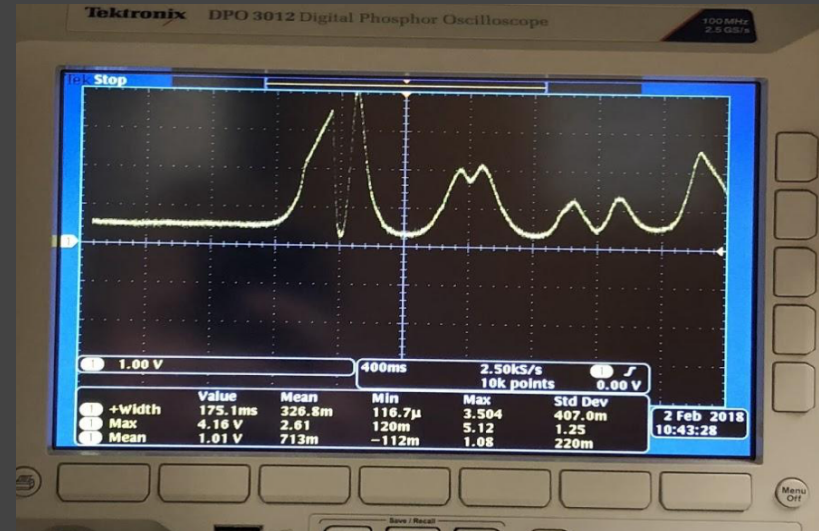 Tektronix DPO 3012 Digital Phosphor Oscilloscope
100 MHz
2.5 GS/s
Tek Stop
1
1 1.00 V
400ms 2.50kS/s 1
10k points 0.00 V
Value Mean Min Max Std Dev
1 +Width 175.1ms 326.8m 116.7µ 3.504 407.0m
1 Max 4.16 V 2.61 120m 5.12 1.25
1 Mean 1.01 V 713m −112m 1.08 220m
2 Feb 2018
10:43:28
Menu
Off
Save / Recall